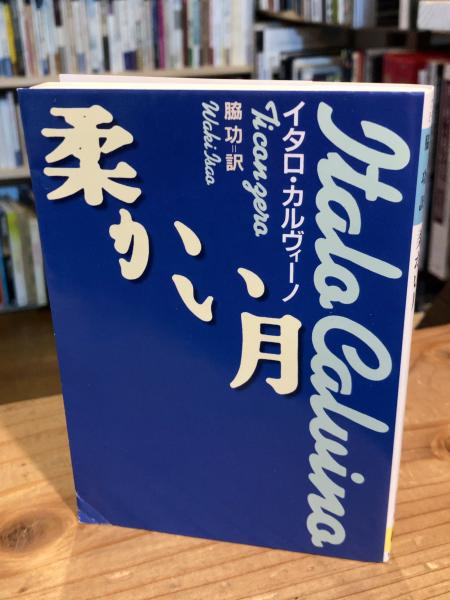 Italo Calvino
イタロ・カルヴィーノ
Ti con zero
脇 功=訳
Waki Isao
柔かい月